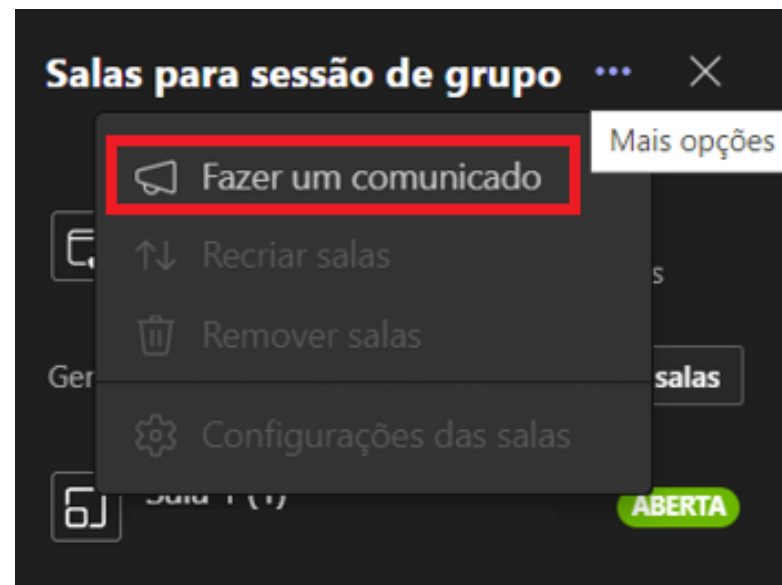 Salas para sessão de grupo
Mais opções
Fazer um comunicado
Recriar salas
s
Remover salas
Ger
salas
Configurações das salas
ABERTA